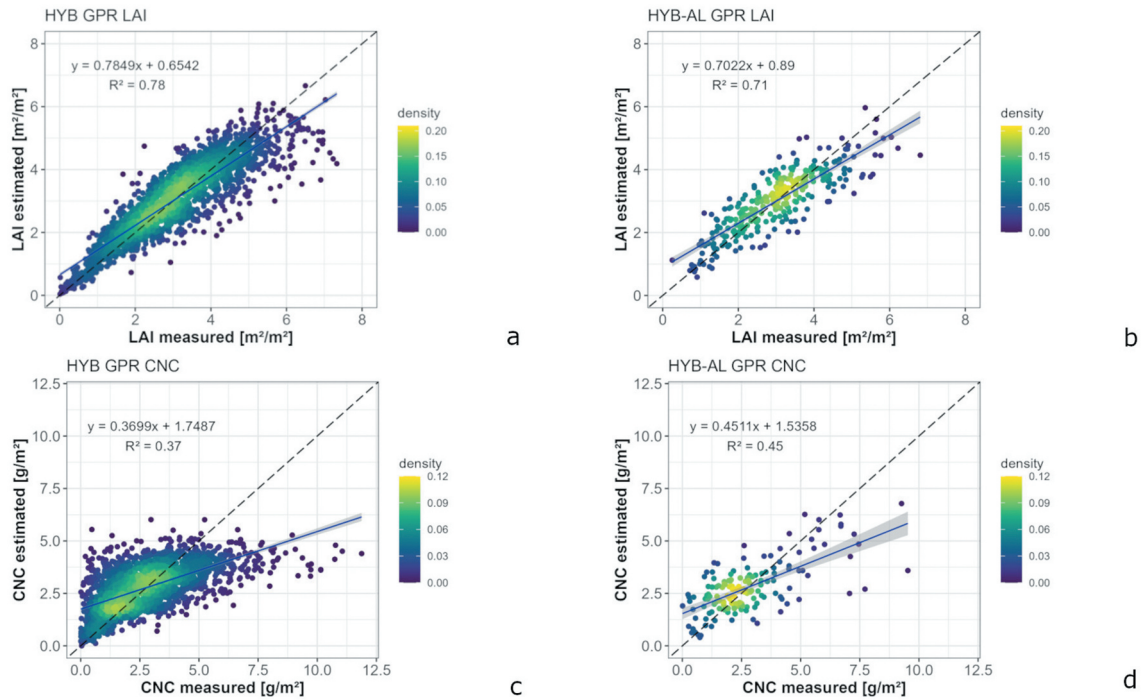 HYB GPR LAI
8
6
4
2
0
LAI estimated [m²/m²]
y = 0.7849x + 0.6542
R² = 0.78
0 2 4 6 8
LAI measured [m²/m²]
density
0.20
0.15
0.10
0.05
0.00
a
HYB-AL GPR LAI
8
6
4
2
0
LAI estimated [m²/m²]
y = 0.7022x + 0.89
R² = 0.71
0 2 4 6 8
LAI measured [m²/m²]
density
0.20
0.15
0.10
0.05
0.00
b
HYB GPR CNC
12.5
10.0
7.5
5.0
2.5
0.0
CNC estimated [g/m²]
y = 0.3699x + 1.7487
R² = 0.37
0.0 2.5 5.0 7.5 10.0 12.5
CNC measured [g/m²]
density
0.12
0.09
0.06
0.03
0.00
c
HYB-AL GPR CNC
12.5
10.0
7.5
5.0
2.5
0.0
CNC estimated [g/m²]
y = 0.4511x + 1.5358
R² = 0.45
0.0 2.5 5.0 7.5 10.0 12.5
CNC measured [g/m²]
density
0.12
0.09
0.06
0.03
0.00
d